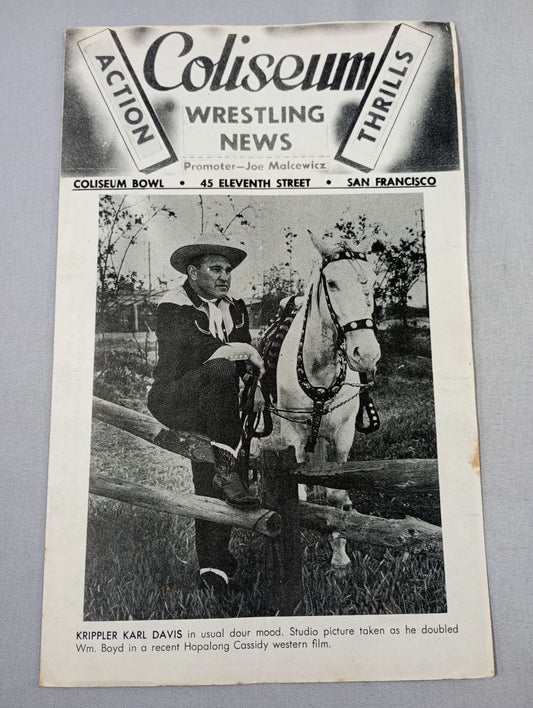 ACTION
Coliseum
WRESTLING
NEWS
Promoter—Joe Malcewicz
THRILLS
COLISEUM BOWL • 45 ELEVENTH STREET • SAN FRANCISCO
KRIPPLER KARL DAVIS in usual dour mood. Studio picture taken as he doubled
Wm. Boyd in a recent Hopalong Cassidy western film.